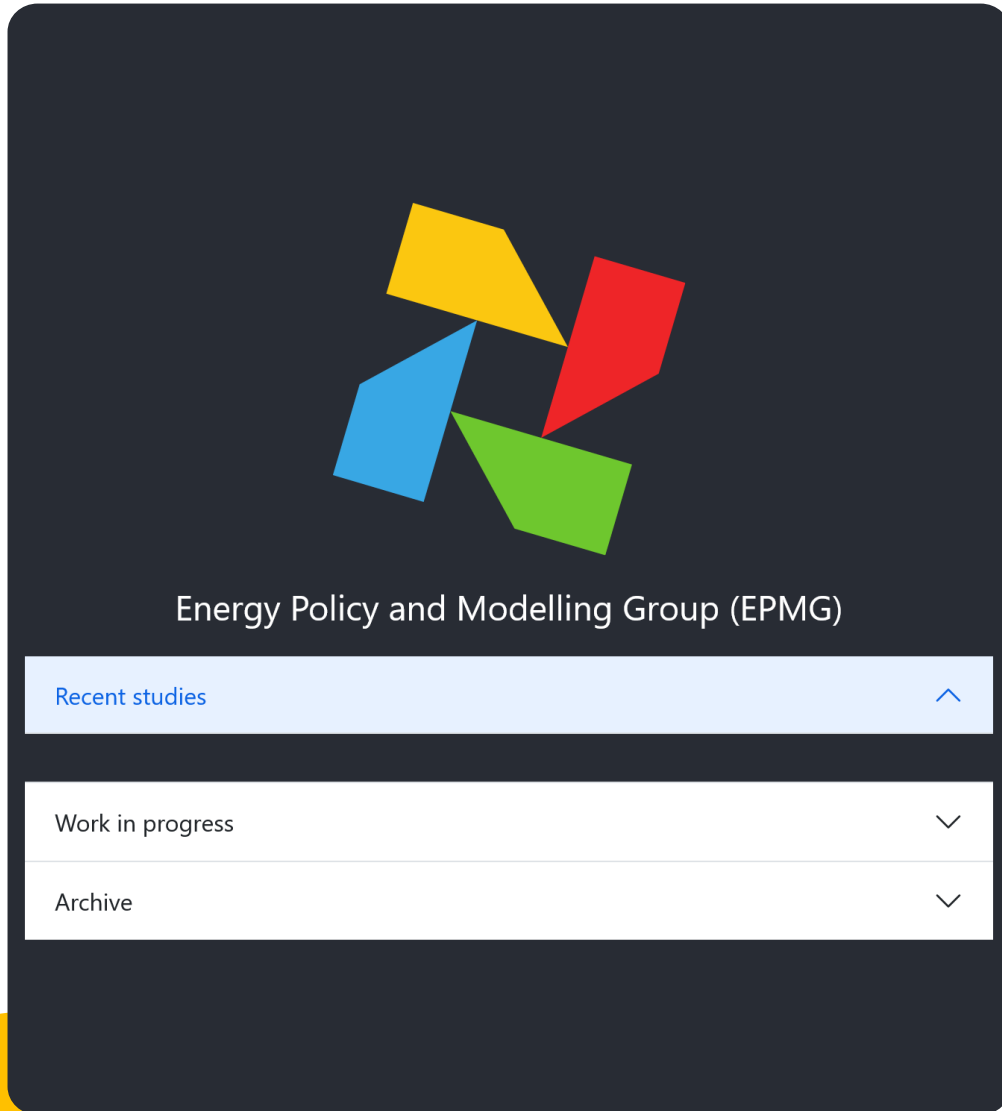 Energy Policy and Modelling Group (EPMG)
Recent studies
Work in progress
Archive